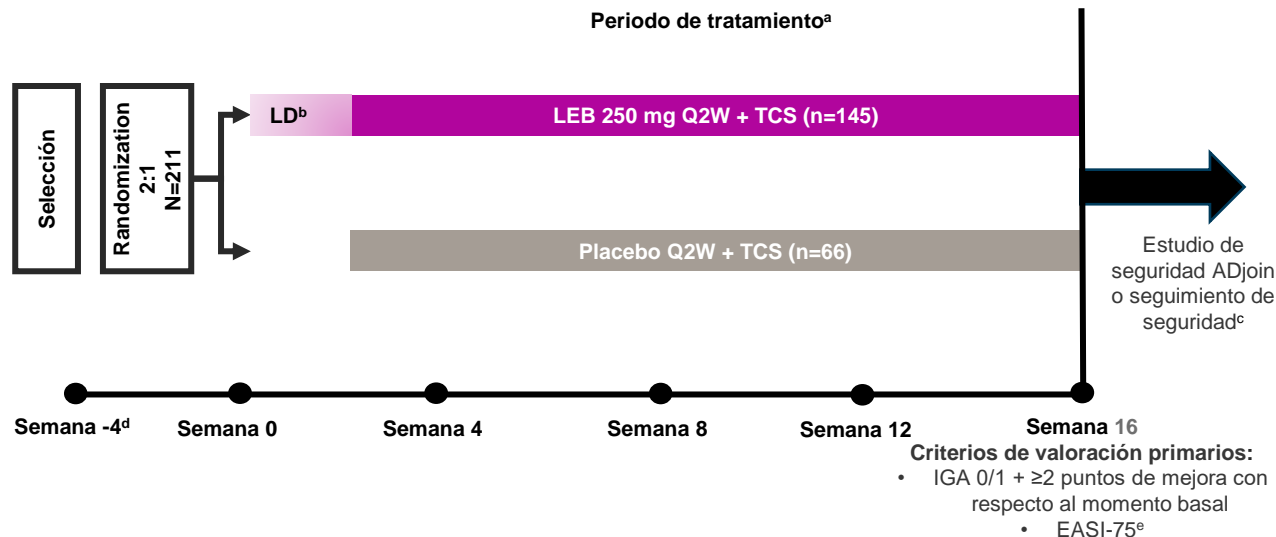 Periodo de tratamientoᵃ
Selección
Randomization
2:1
N=211
LDᵇ
LEB 250 mg Q2W + TCS (n=145)
Placebo Q2W + TCS (n=66)
Estudio de
seguridad ADjoin
o seguimiento de
seguridadᶜ
Semana -4ᵈ
Semana 0
Semana 4
Semana 8
Semana 12
Semana 16
Criterios de valoración primarios:
• IGA 0/1 + ≥2 puntos de mejora con
respecto al momento basal
• EASI-75ᵉ